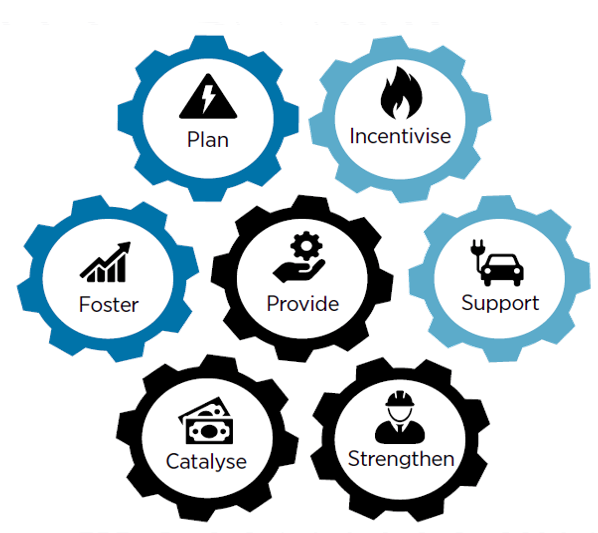 Plan
Incentivise
Foster
Provide
Support
Catalyse
Strengthen